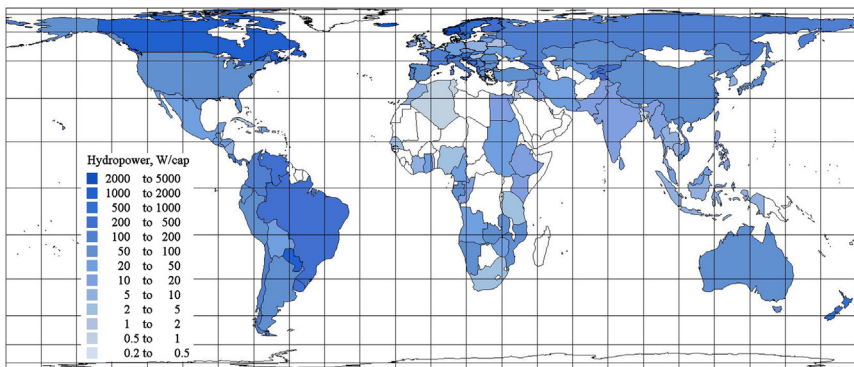 Hydropower, W/cap
2000 to 5000
1000 to 2000
500 to 1000
200 to 500
100 to 200
50 to 100
20 to 50
10 to 20
5 to 10
2 to 5
1 to 2
0.5 to 1
0.2 to 0.5